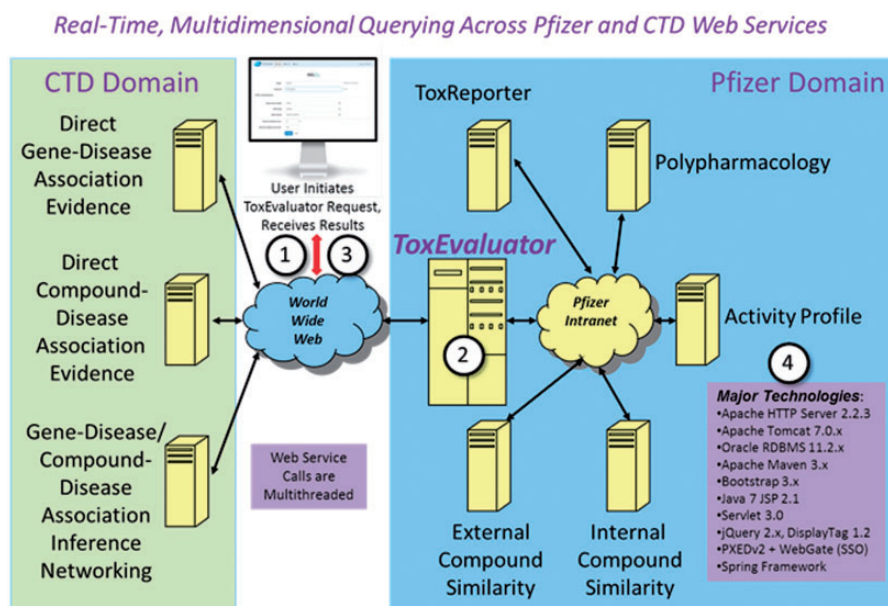 Real-Time, Multidimensional Querying Across Pfizer and CTD Web Services
CTD Domain
Direct
Gene-Disease
Association
Evidence
Direct
Compound-
Disease
Association
Evidence
Gene-Disease/
Compound-
Disease
Association
Inference
Networking
User Initiates
ToxEvaluator Request,
Receives Results
1
3
World
Wide
Web
Web Service
Calls are
Multithreaded
Pfizer Domain
ToxReporter
Polypharmacology
ToxEvaluator
2
Pfizer
Intranet
Activity Profile
External
Compound
Similarity
Internal
Compound
Similarity
4
Major Technologies:
•Apache HTTP Server 2.2.3
•Apache Tomcat 7.0.x
•Oracle RDBMS 11.2.x
•Apache Maven 3.x
•Bootstrap 3.x
•Java 7 JSP 2.1
•Servlet 3.0
•jQuery 2.x, DisplayTag 1.2
•PXEDv2 + WebGate (SSO)
•Spring Framework